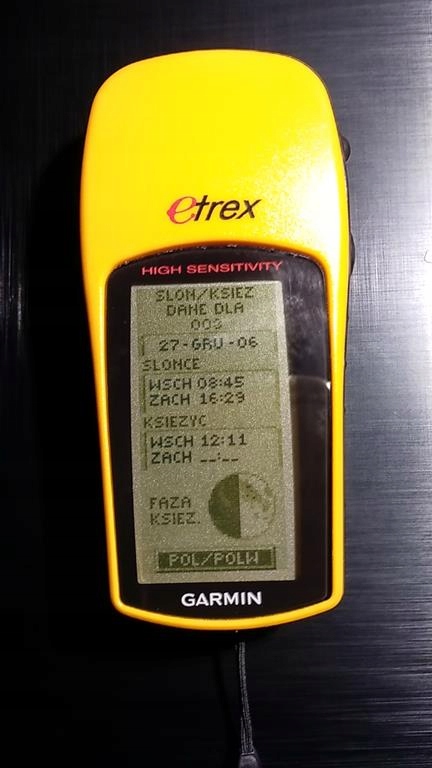 etrex
HIGH SENSITIVITY
SLON/KSIEZ
DANE DLA
003
27-GRU-06
SLONCE
WSCH 08:45
ZACH 16:29
KSIEZYC
WSCH 12:11
ZACH __:__
FAZA
KSIEZ.
POL/POLW
GARMIN